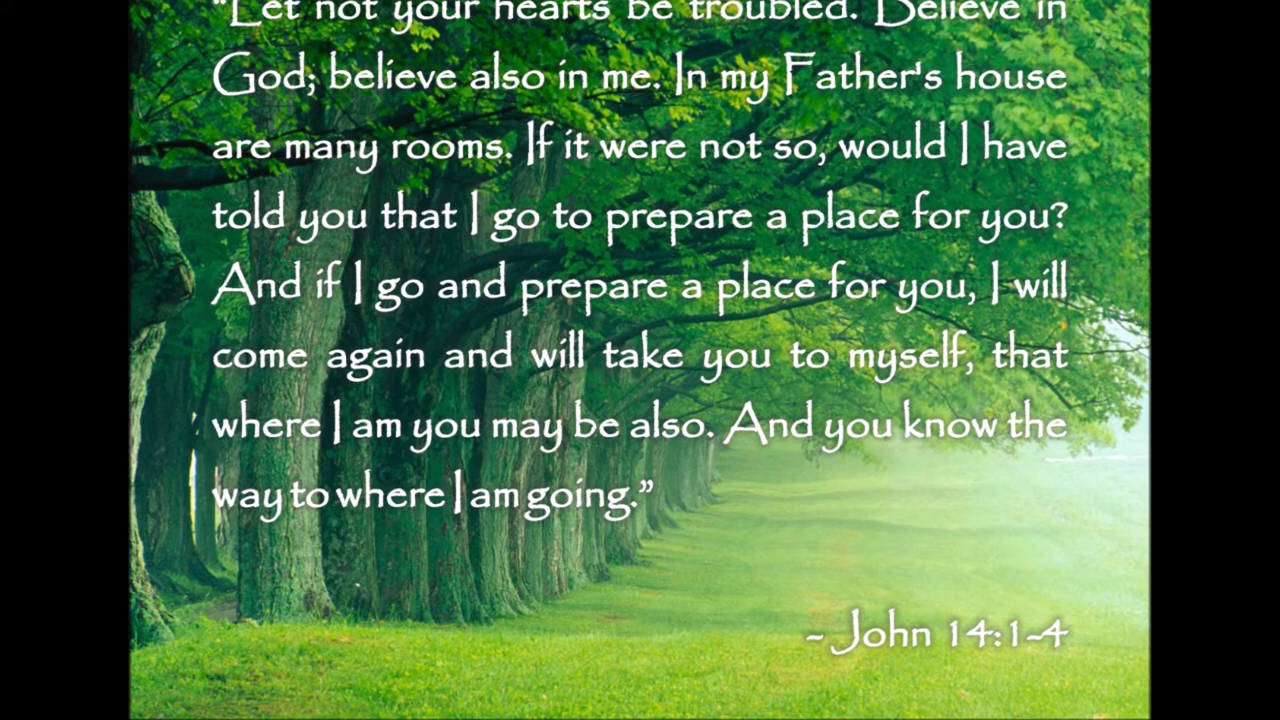 “Let not your hearts be troubled. Believe in
God; believe also in me. In my Father's house
are many rooms. If it were not so, would I have
told you that I go to prepare a place for you?
And if I go and prepare a place for you, I will
come again and will take you to myself, that
where I am you may be also. And you know the
way to where I am going.”
- John 14:1-4